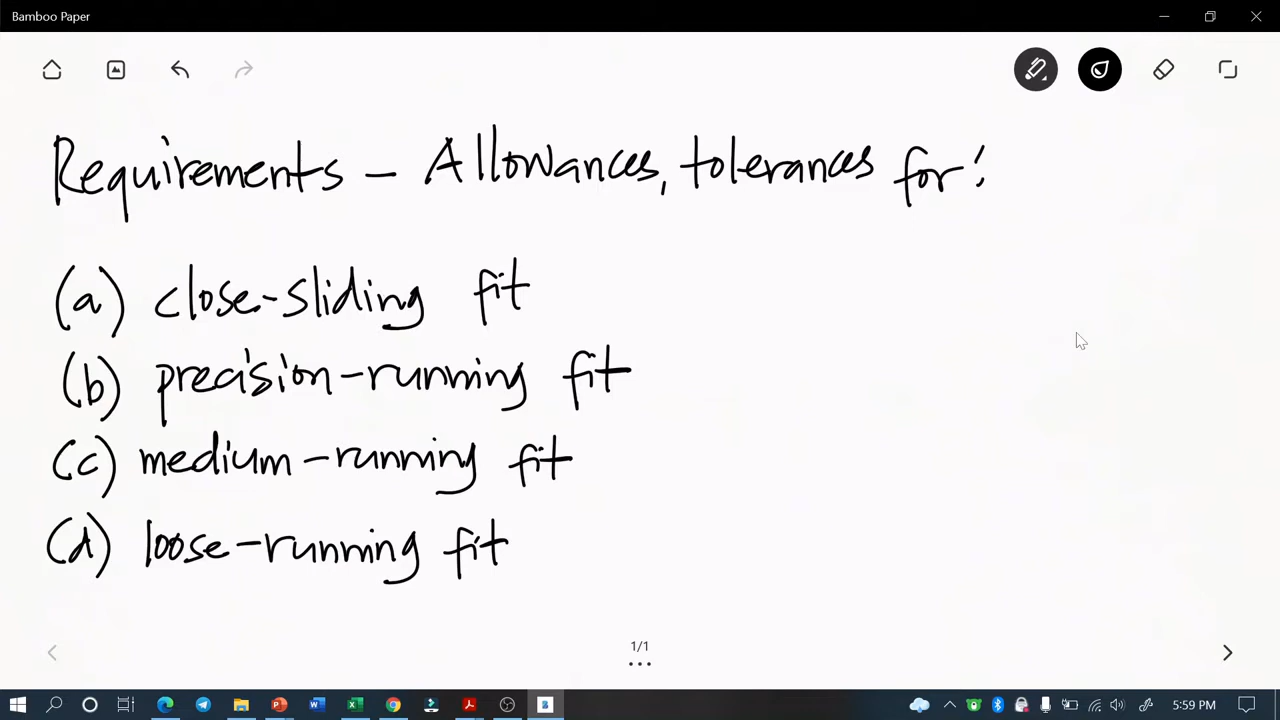 Bamboo Paper
Requirements - Allowances, tolerances for:
(a) close-sliding fit
(b) precision-running fit
(c) medium-running fit
(d) loose-running fit
1/1
5:59 PM